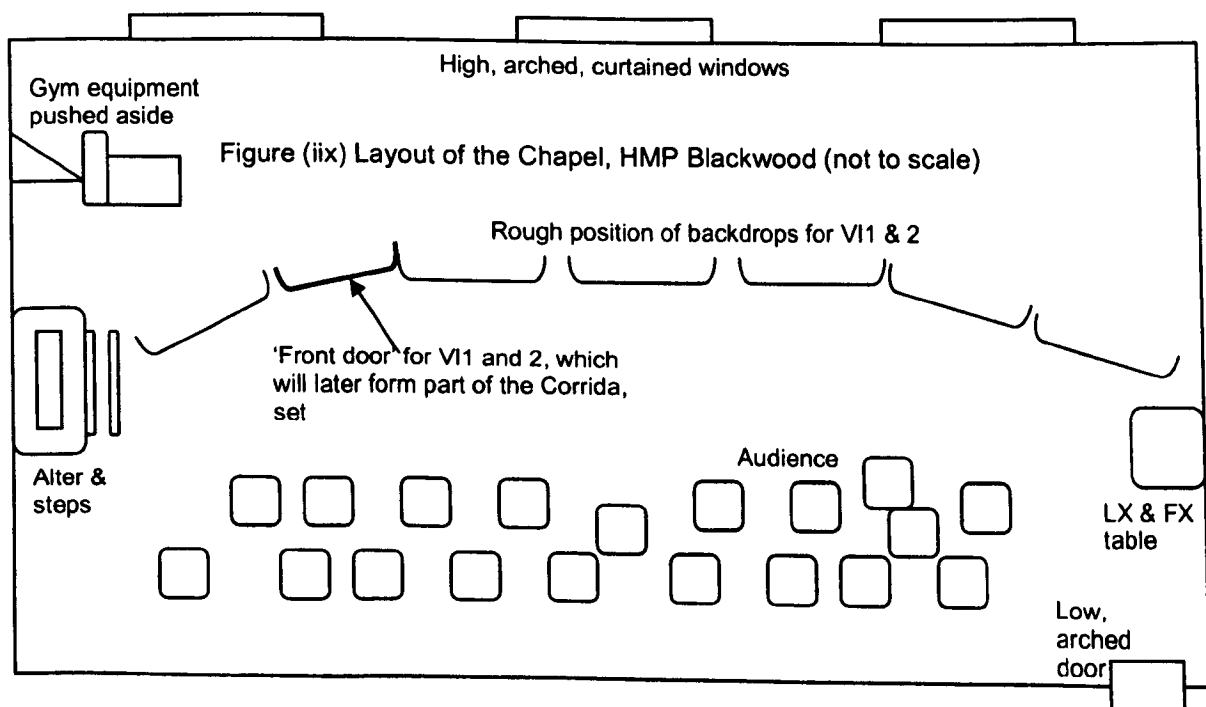 High, arched, curtained windows
Gym equipment
pushed aside
Figure (iix) Layout of the Chapel, HMP Blackwood (not to scale)
Rough position of backdrops for VI1 & 2
'Front door' for VI1 and 2, which
will later form part of the Corrida,
set
Alter &
steps
Audience
LX & FX
table
Low,
arched
door